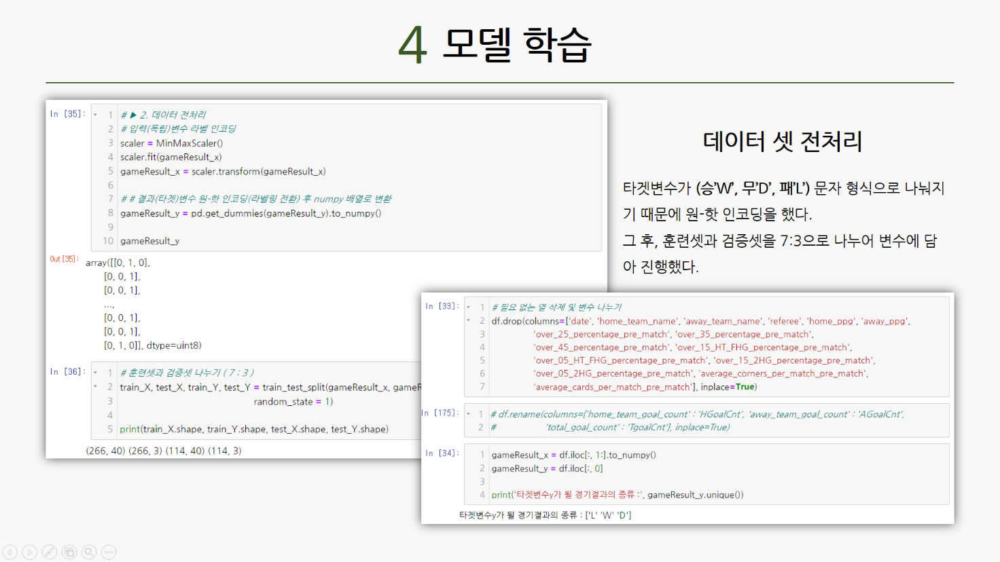 4 모델 학습
In [35]:
1 # ▶ 2. 데이터 전처리
2 # 입력(독립)변수 라벨 인코딩
3 scaler = MinMaxScaler()
4 scaler.fit(gameResult_x)
5 gameResult_x = scaler.transform(gameResult_x)
6
7 # # 결과(타겟)변수 원-핫 인코딩(라벨링 전환) 후 numpy 배열로 변환
8 gameResult_y = pd.get_dummies(gameResult_y).to_numpy()
9
10 gameResult_y
Out[35]: array([[0, 1, 0],
[0, 0, 1],
[0, 0, 1],
...,
[0, 0, 1],
[0, 0, 1],
[0, 1, 0]], dtype=uint8)
In [36]:
1 # 훈련셋과 검증셋 나누기 ( 7 : 3 )
2 train_X, test_X, train_Y, test_Y = train_test_split(gameResult_x, gameR
3 random_state = 1)
4
5 print(train_X.shape, train_Y.shape, test_X.shape, test_Y.shape)
(266, 40) (266, 3) (114, 40) (114, 3)
데이터 셋 전처리
타겟변수가 (승'W', 무'D', 패'L') 문자 형식으로 나눠지
기 때문에 원-핫 인코딩을 했다.
그 후, 훈련셋과 검증셋을 7:3으로 나누어 변수에 담
아 진행했다.
In [33]:
1 # 필요 없는 열 삭제 및 변수 나누기
2 df.drop(columns=['date', 'home_team_name', 'away_team_name', 'referee', 'home_ppg', 'away_ppg',
3 'over_25_percentage_pre_match', 'over_35_percentage_pre_match',
4 'over_45_percentage_pre_match', 'over_15_HT_FHG_percentage_pre_match',
5 'over_05_HT_FHG_percentage_pre_match', 'over_15_2HG_percentage_pre_match',
6 'over_05_2HG_percentage_pre_match', 'average_corners_per_match_pre_match',
7 'average_cards_per_match_pre_match'], inplace=True)
In [175]:
1 # df.rename(columns={'home_team_goal_count' : 'HGoalCnt', 'away_team_goal_count' : 'AGoalCnt',
2 # 'total_goal_count' : 'TgoalCnt'}, inplace=True)
In [34]:
1 gameResult_x = df.iloc[:, 1:].to_numpy()
2 gameResult_y = df.iloc[:, 0]
3
4 print('타겟변수y가 될 경기결과의 종류 :', gameResult_y.unique())
타겟변수y가 될 경기결과의 종류 : ['L' 'W' 'D']